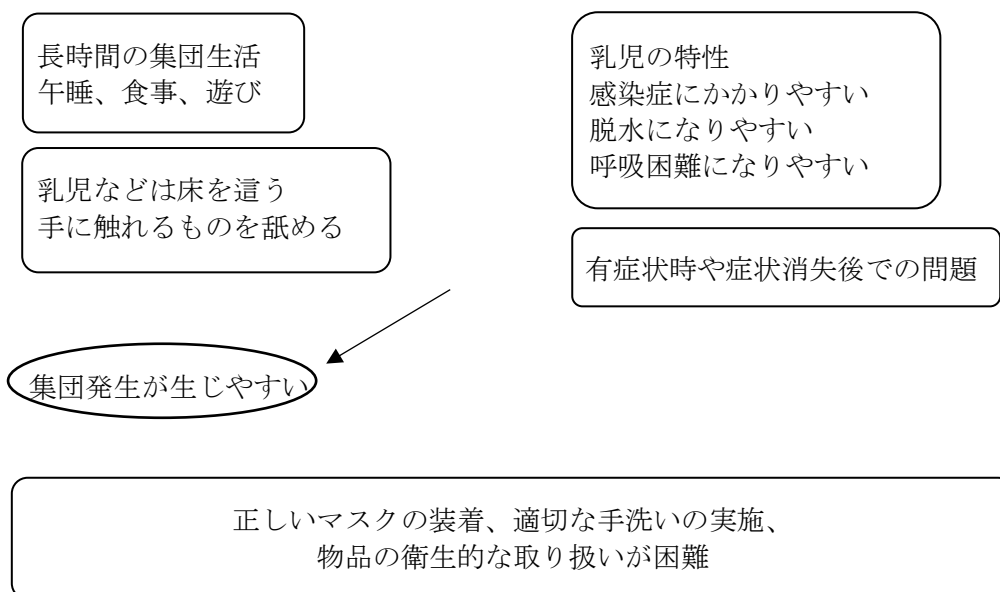 長時間の集団生活
午睡、食事、遊び
乳児などは床を這う
手に触れるものを舐める
乳児の特性
感染症にかかりやすい
脱水になりやすい
呼吸困難になりやすい
有症状時や症状消失後での問題
集団発生が生じやすい
正しいマスクの装着、適切な手洗いの実施、
物品の衛生的な取り扱いが困難